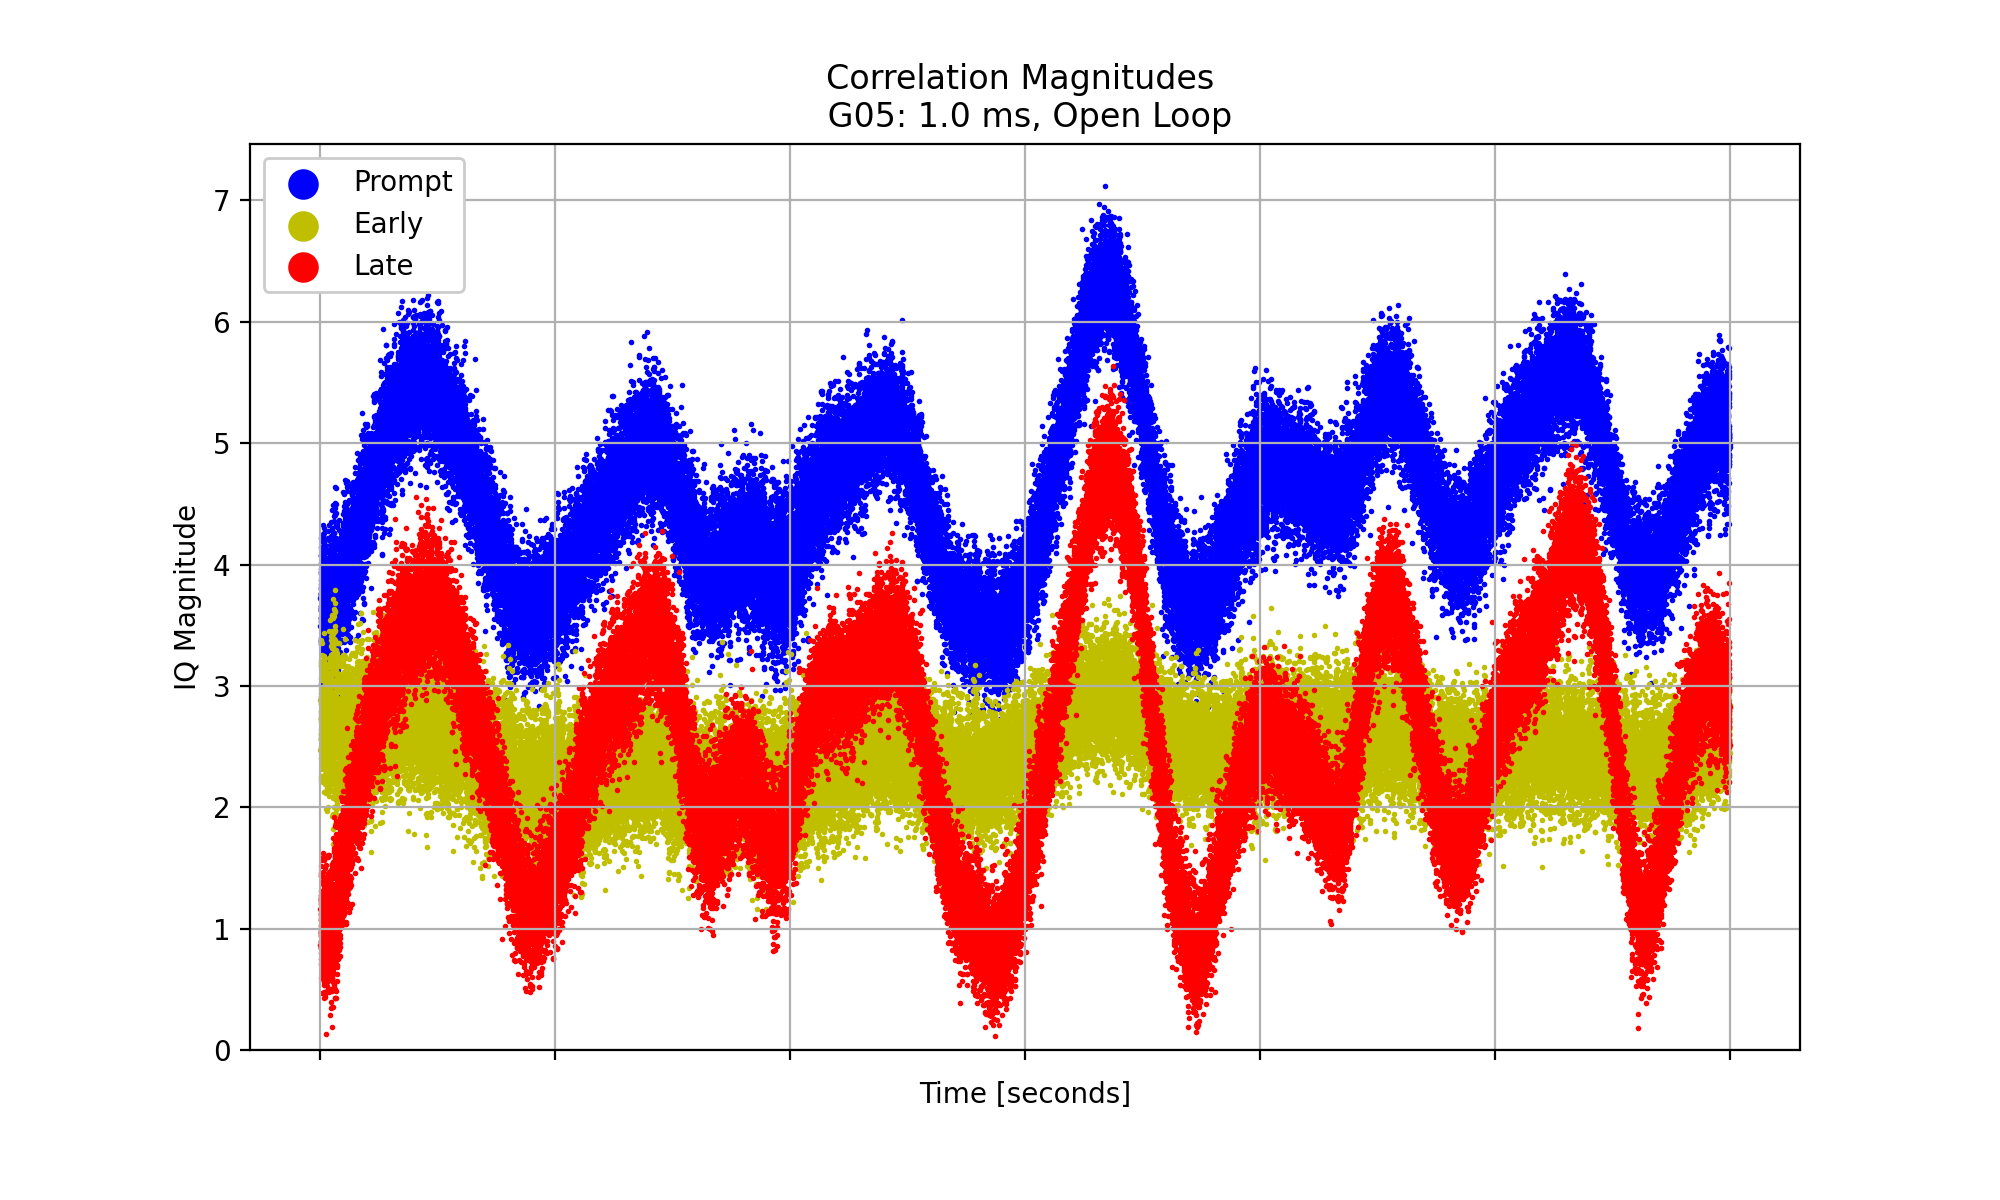 Correlation Magnitudes
G05: 1.0 ms, Open Loop
Prompt
Early
Late
7
6
5
4
3
2
1
0
IQ Magnitude
Time [seconds]